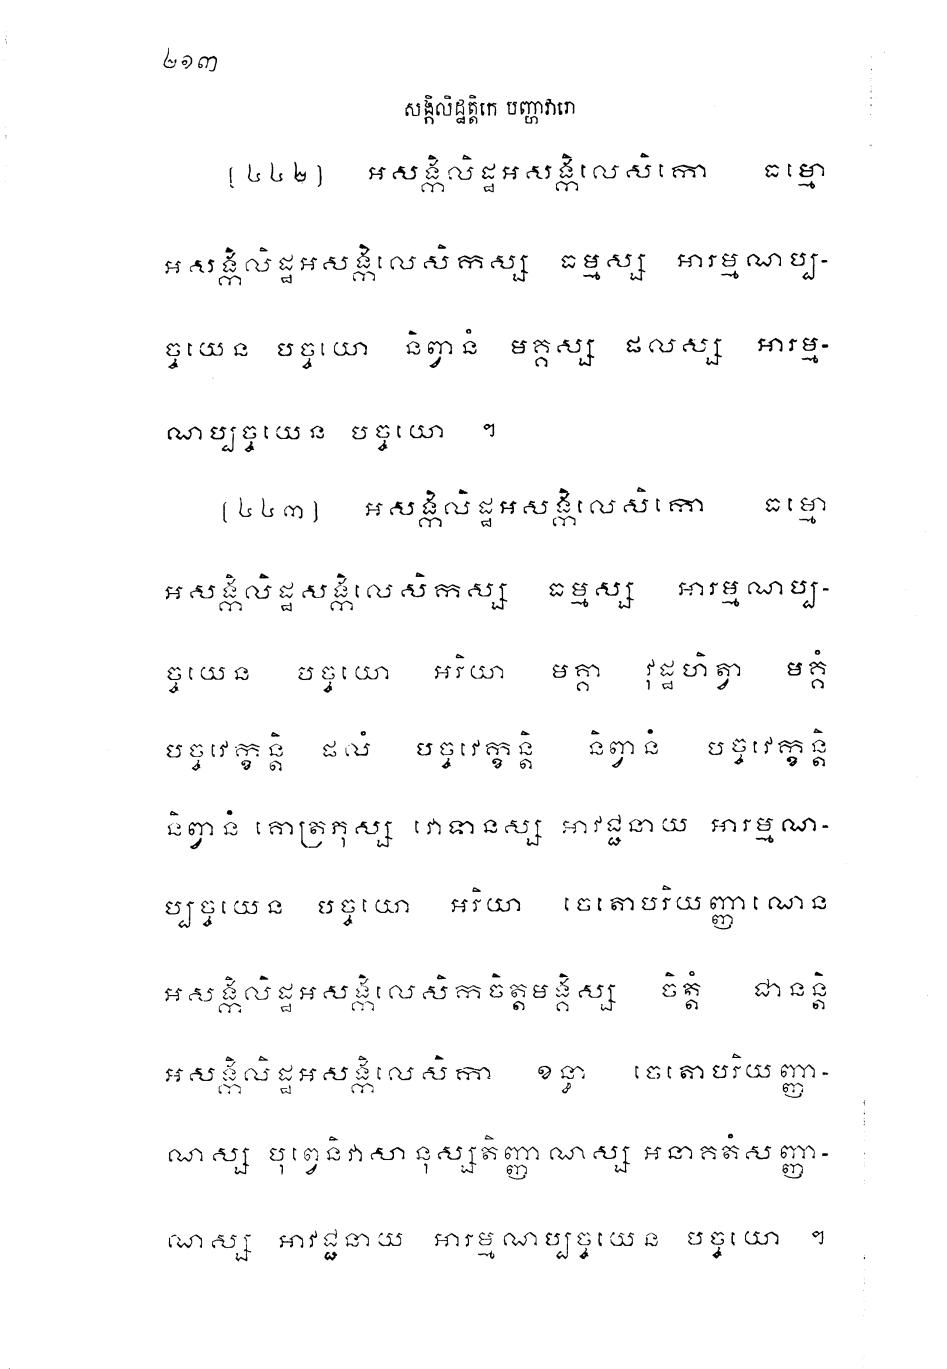 ២១៣
សង្កិលិដ្ឋត្តិកេ បញ្ហាវារោ
(៤៤២) អសង្កិលិដ្ឋអសង្កិលេសិកោ ធម្មោ
អសង្កិលិដ្ឋអសង្កិលេសិកស្ស ធម្មស្ស អារម្មណប្ប-
ច្ចយេន បច្ចយោ និព្វានំ មគ្គស្ស ផលស្ស អារម្ម-
ណប្បច្ចយេន បច្ចយោ ។
(៤៤៣) អសង្កិលិដ្ឋអសង្កិលេសិកោ ធម្មោ
អសង្កិលិដ្ឋសង្កិលេសិកស្ស ធម្មស្ស អារម្មណប្ប-
ច្ចយេន បច្ចយោ អរិយា មគ្គា វុដ្ឋហិត្វា មគ្គំ
បច្ចវេក្ខន្តិ ផលំ បច្ចវេក្ខន្តិ និព្វានំ បច្ចវេក្ខន្តិ
និព្វានំ គោត្រភុស្ស វោទានស្ស អាវជ្ជនាយ អារម្មណ-
ប្បច្ចយេន បច្ចយោ អរិយា ចេតោបរិយញ្ញាណេន
អសង្កិលិដ្ឋអសង្កិលេសិកចិត្តមង្គិស្ស ចិត្តំ ជានន្តិ
អសង្កិលិដ្ឋអសង្កិលេសិកា ខន្ធា ចេតោបរិយញ្ញា-
ណស្ស បុព្វេនិវាសានុស្សតិញ្ញាណស្ស អនាគតំសញ្ញា-
ណស្ស អាវជ្ជនាយ អារម្មណប្បច្ចយេន បច្ចយោ ។